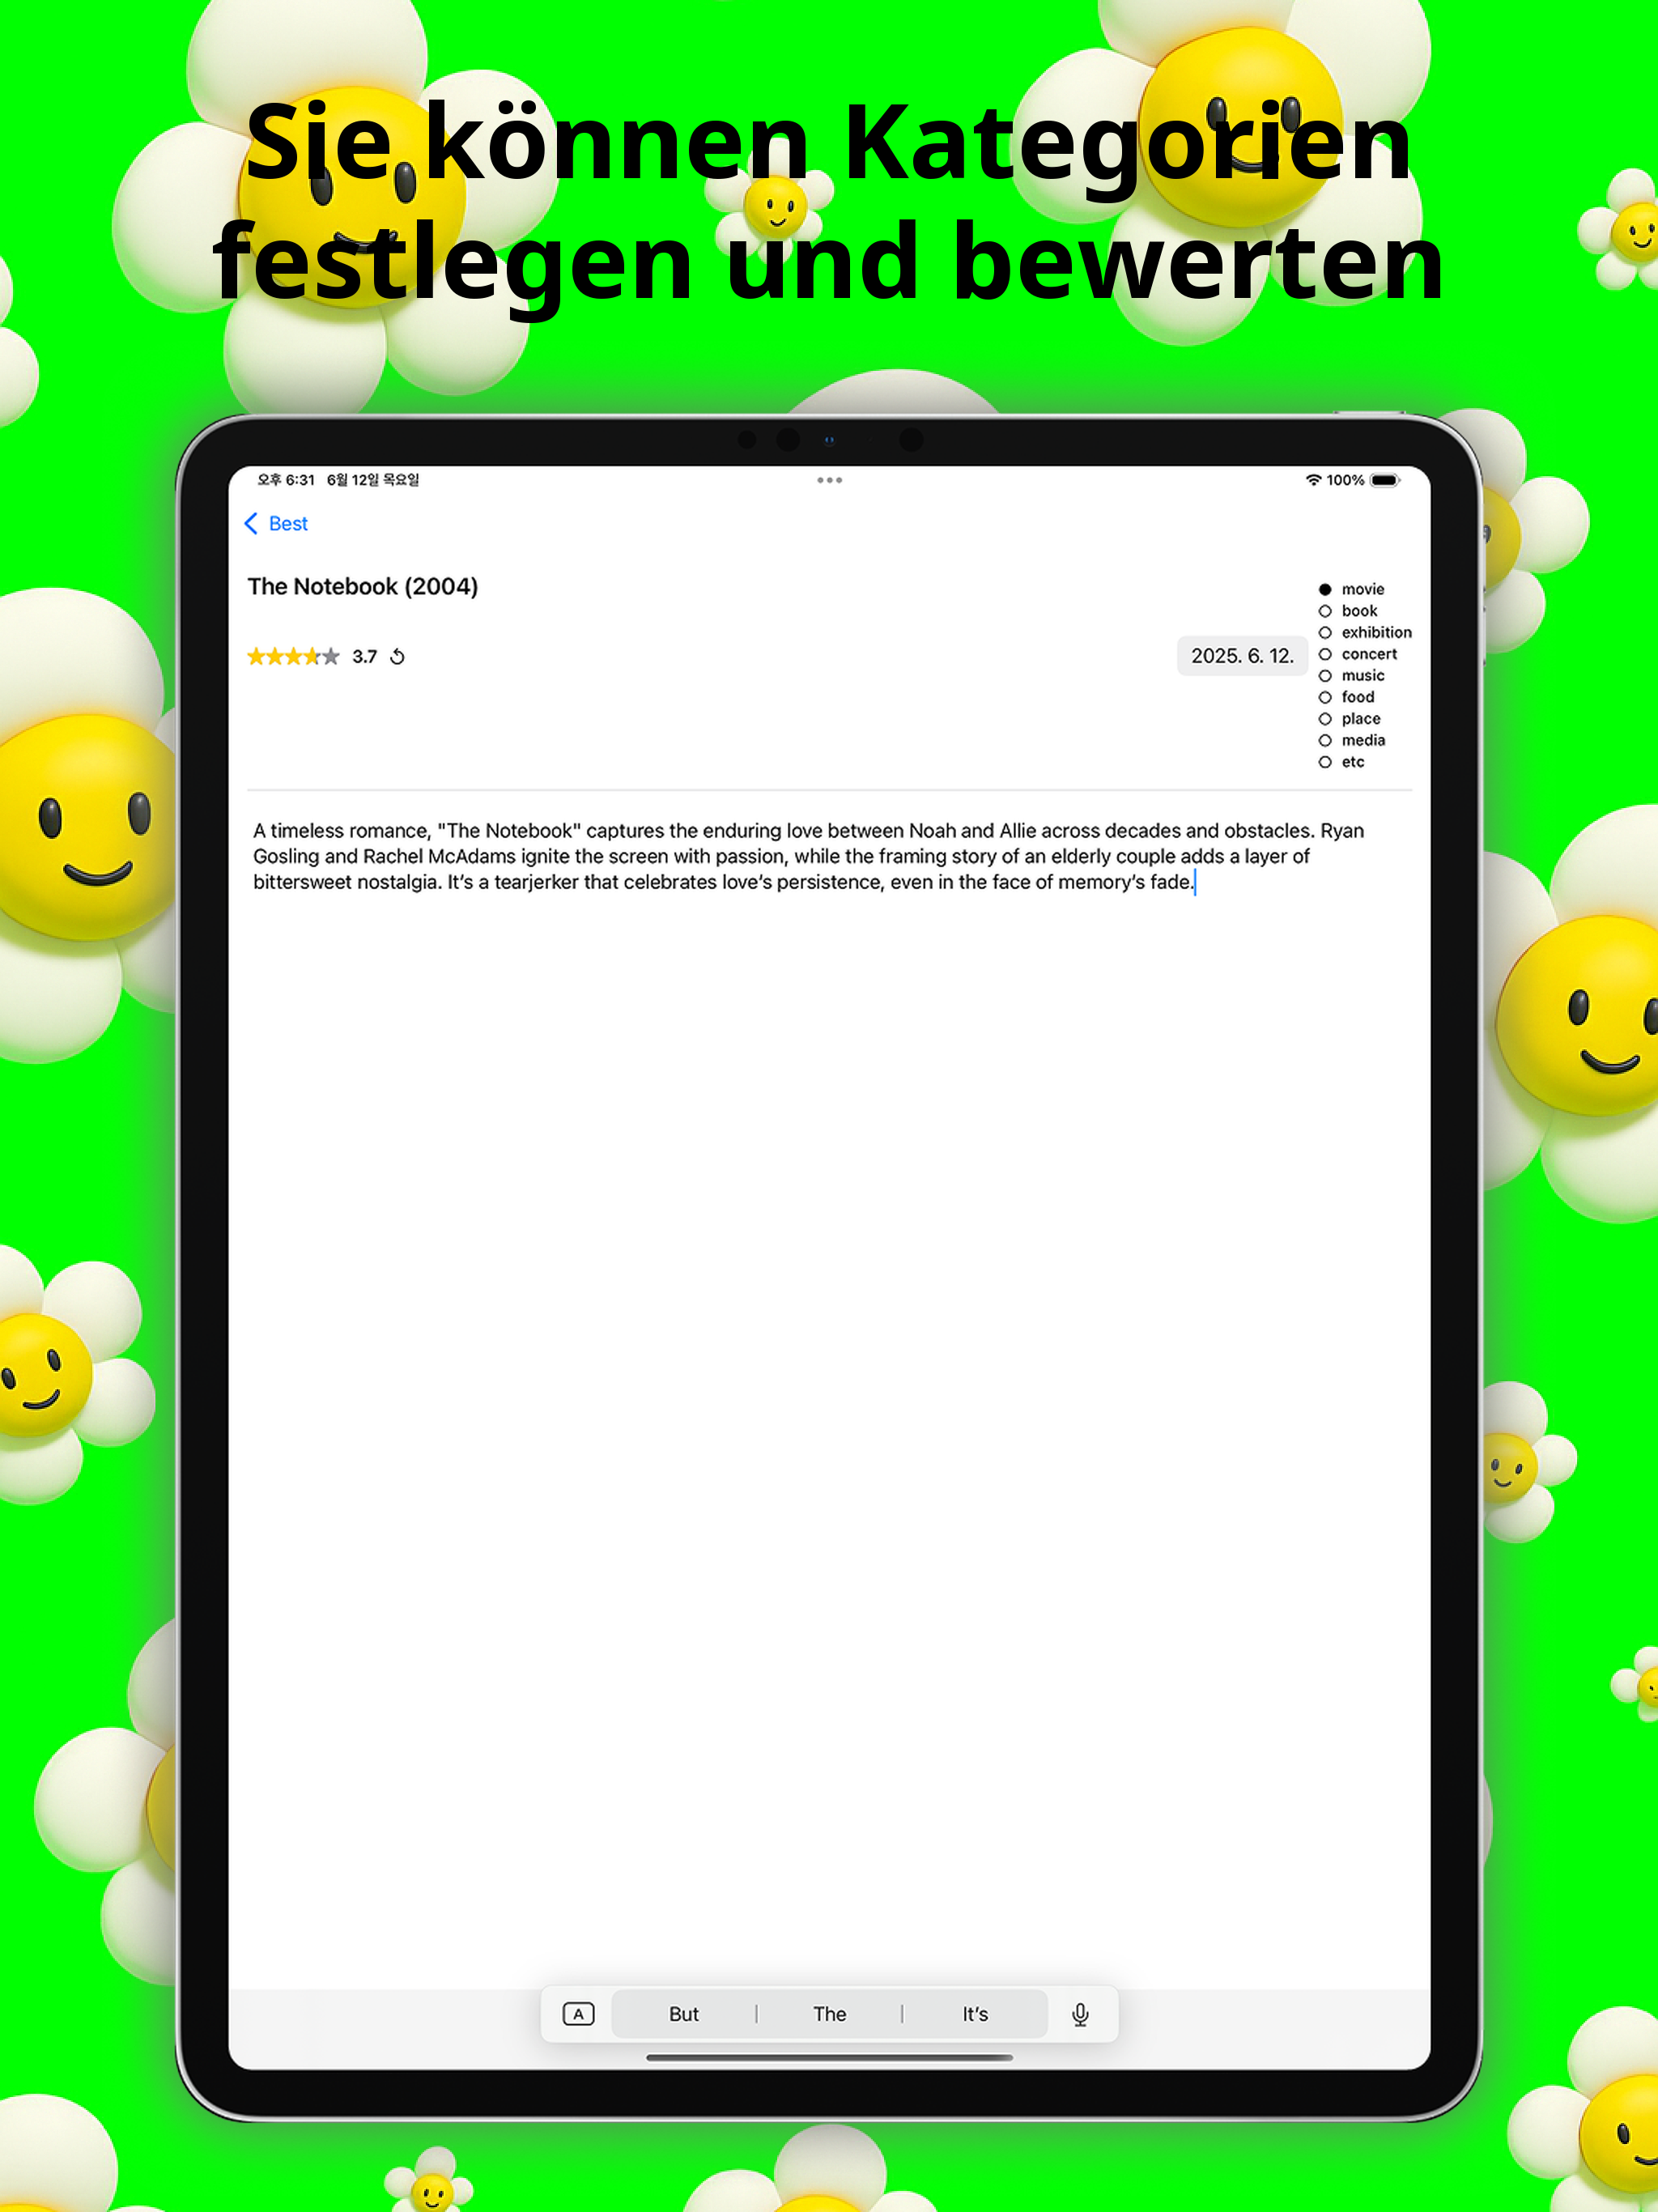 Sie können Kategorien
festlegen und bewerten
오후 6:31 6월 12일 목요일
100%
Best
The Notebook (2004)
movie
book
exhibition
3.7
2025. 6. 12.
concert
music
food
place
media
etc
A timeless romance, "The Notebook" captures the enduring love between Noah and Allie across decades and obstacles. Ryan
Gosling and Rachel McAdams ignite the screen with passion, while the framing story of an elderly couple adds a layer of
bittersweet nostalgia. It’s a tearjerker that celebrates love’s persistence, even in the face of memory’s fade.
A But The It’s